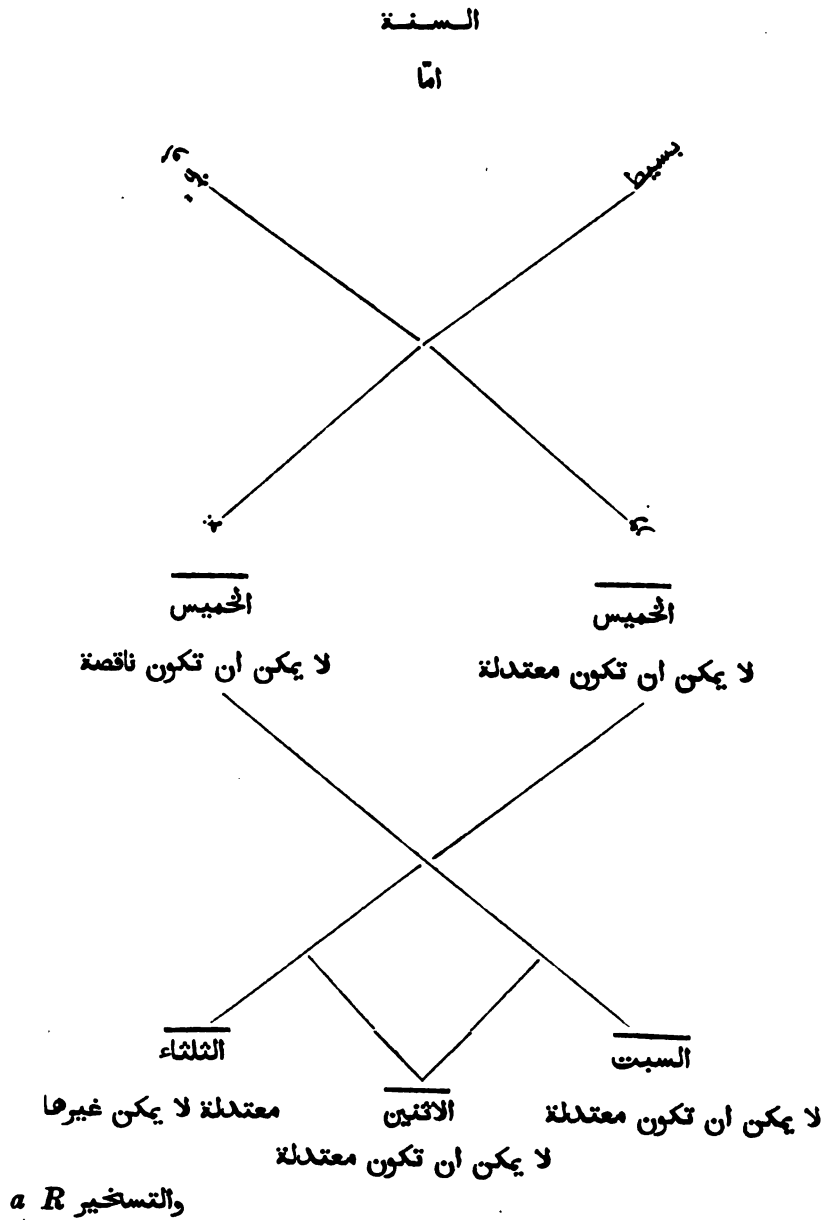 السنة
امّا
بسيط
الخميس
الخميس
لا يمكن ان تكون معتدلة
لا يمكن ان تكون ناقصة
السبت
الاثنين
الثلثاء
لا يمكن ان تكون معتدلة
معتدلة لا يمكن غيرها
لا يمكن ان تكون معتدلة
a R والتسخير